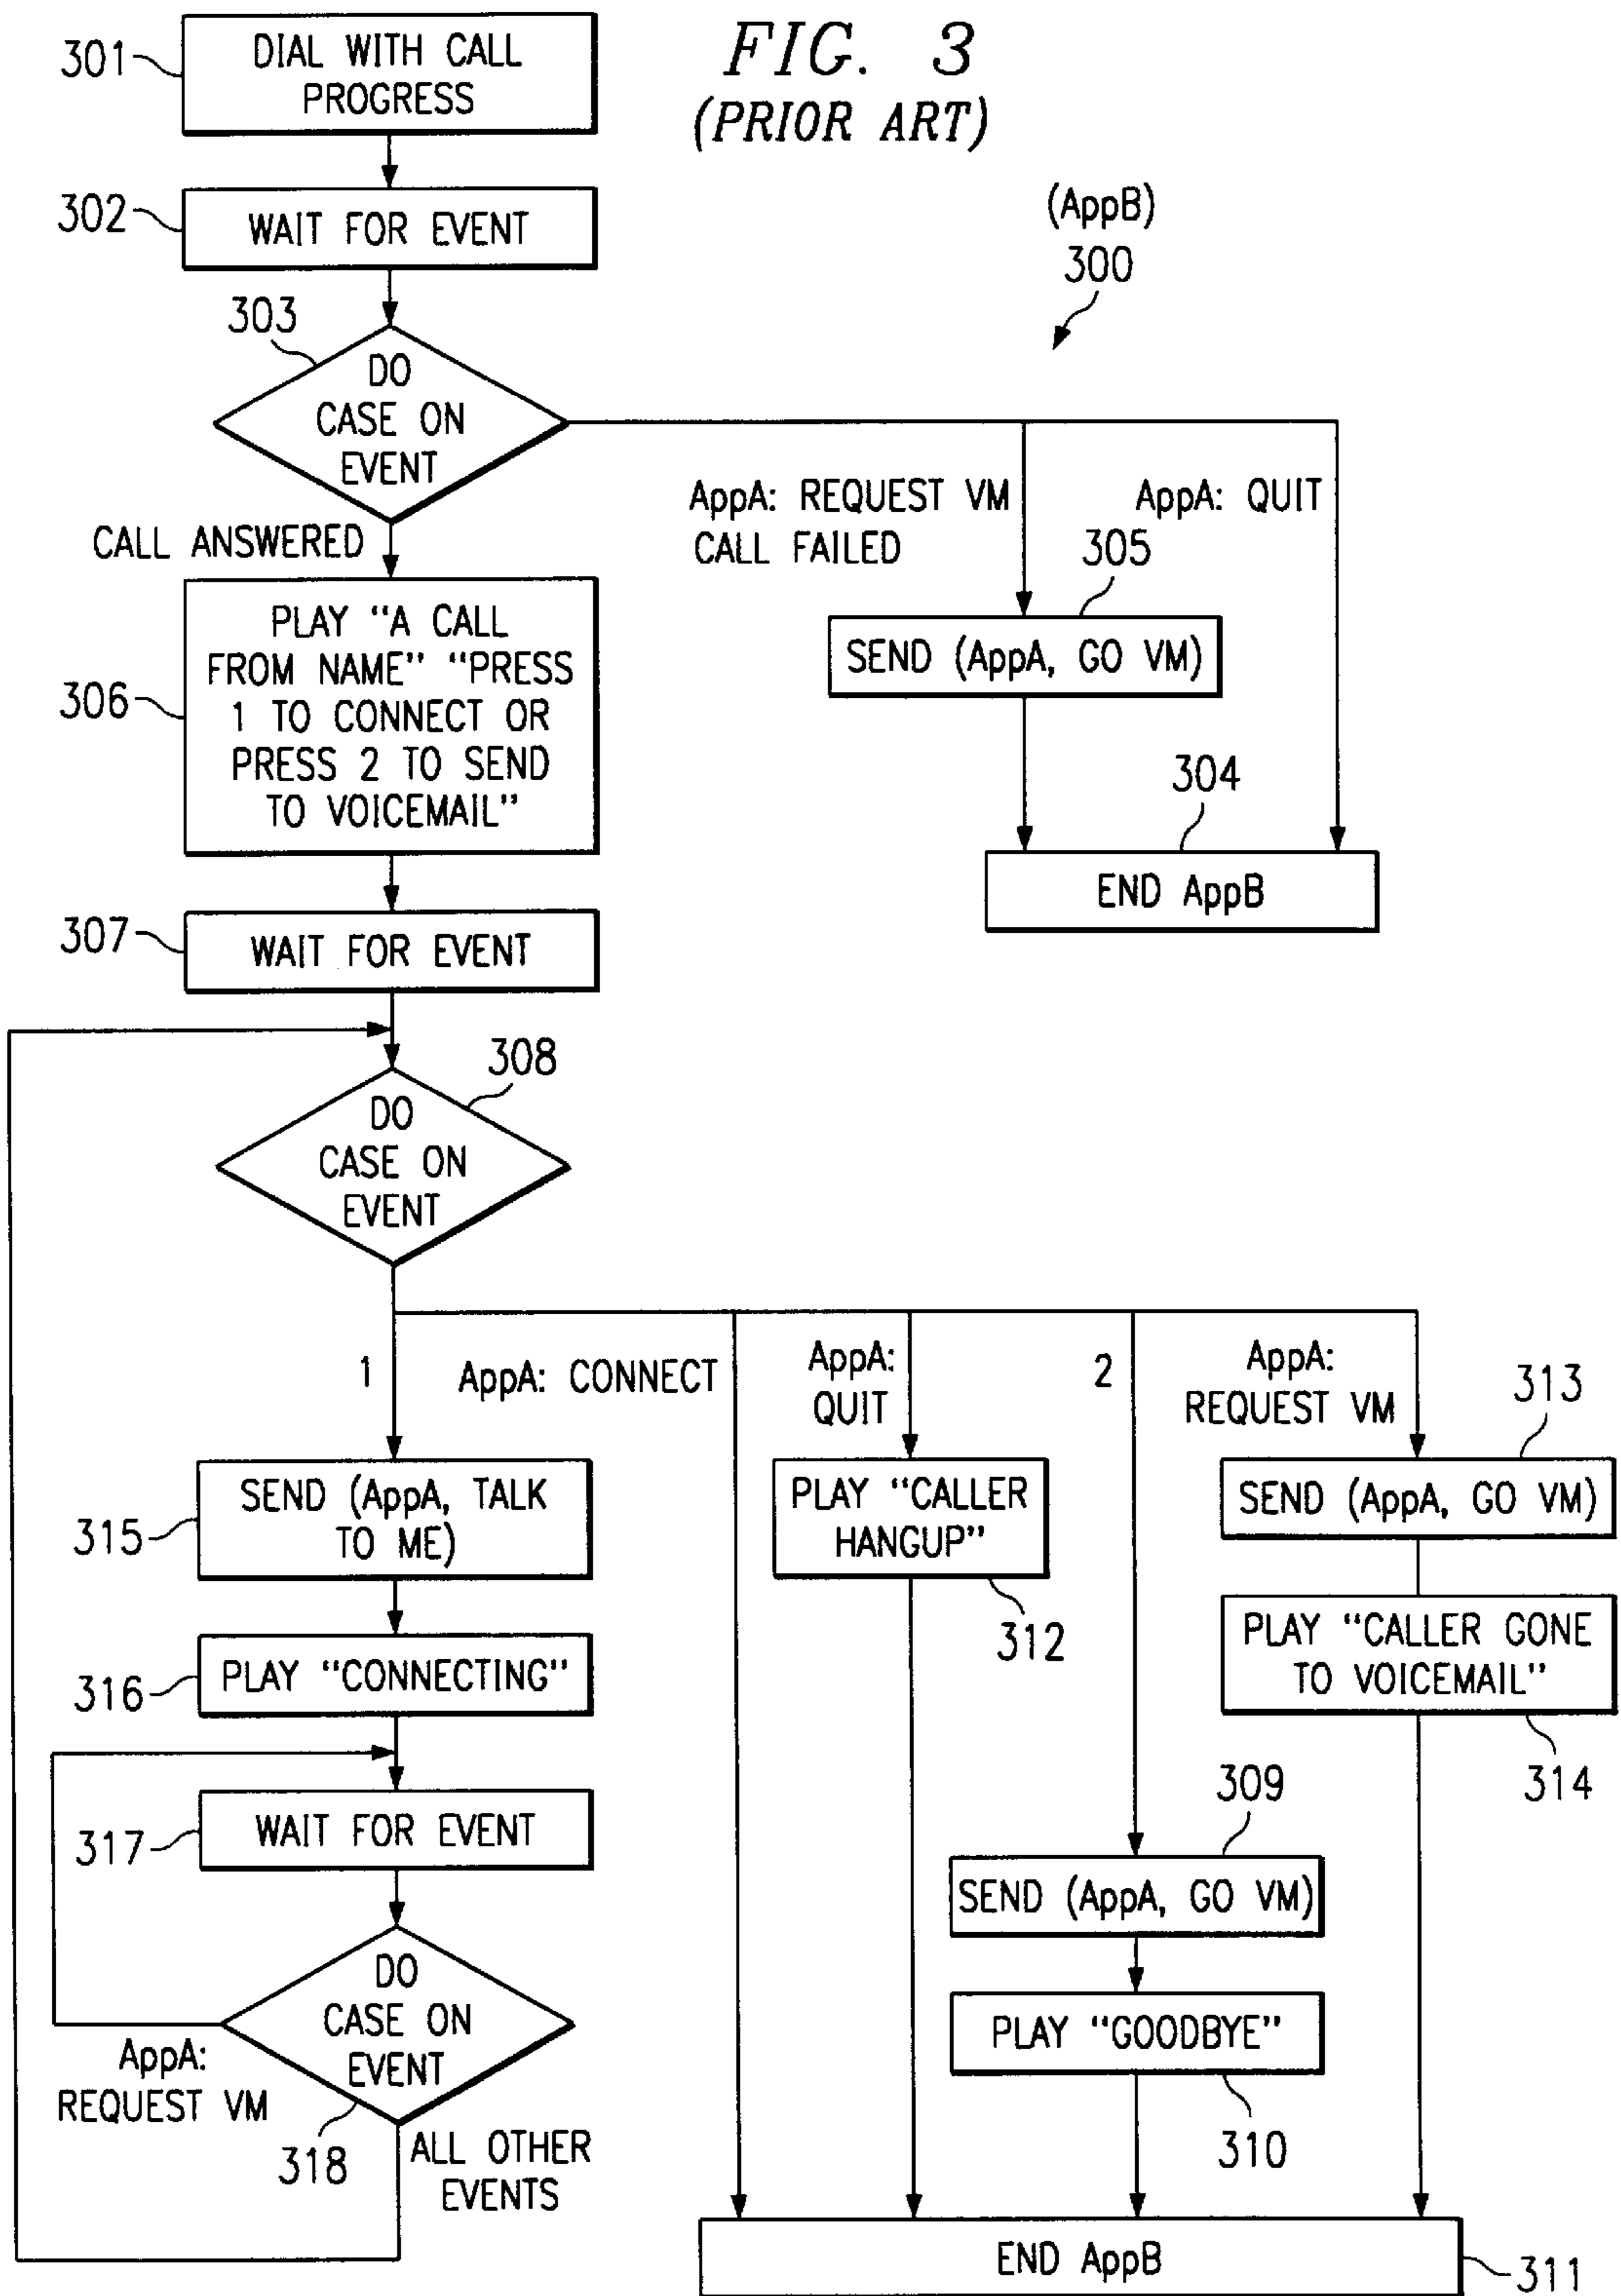 FIG. 3
(PRIOR ART)
301
DIAL WITH CALL
PROGRESS
302
WAIT FOR EVENT
(AppB)
300
303
DO
CASE ON
EVENT
CALL ANSWERED
AppA: REQUEST VM
CALL FAILED
AppA: QUIT
305
SEND (AppA, GO VM)
304
END AppB
306
PLAY "A CALL
FROM NAME" "PRESS
1 TO CONNECT OR
PRESS 2 TO SEND
TO VOICEMAIL"
307
WAIT FOR EVENT
308
DO
CASE ON
EVENT
1
AppA: CONNECT
AppA:
QUIT
2
AppA:
REQUEST VM
313
315
SEND (AppA, TALK
TO ME)
PLAY "CALLER
HANGUP"
312
SEND (AppA, GO VM)
316
PLAY "CONNECTING"
PLAY "CALLER GONE
TO VOICEMAIL"
314
317
WAIT FOR EVENT
309
SEND (AppA, GO VM)
DO
CASE ON
EVENT
AppA:
REQUEST VM
318
ALL OTHER
EVENTS
PLAY "GOODBYE"
310
END AppB
311